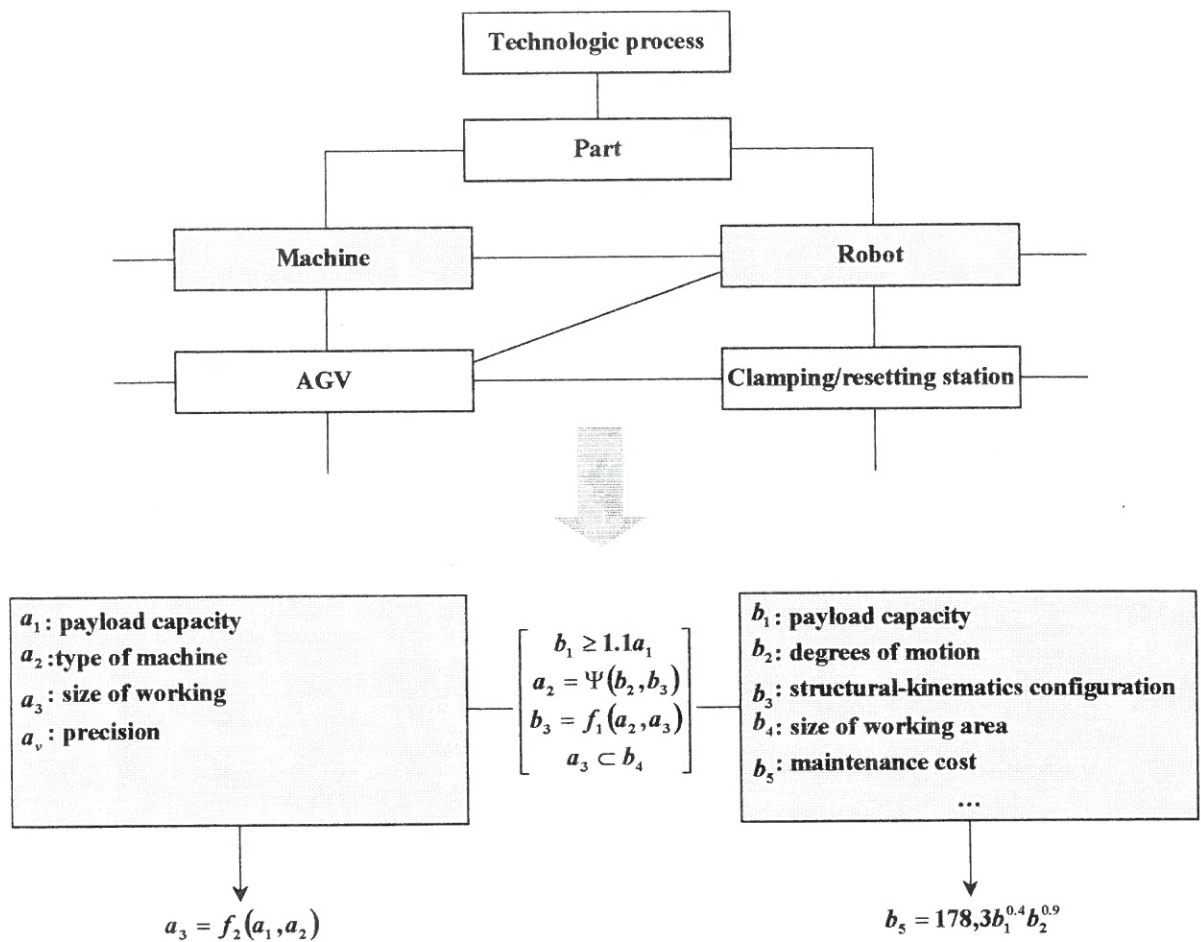 Technologic process
Part
Machine
Robot
AGV
Clamping/resetting station
a₁: payload capacity
a₂:type of machine
a₃: size of working
aᵥ: precision
b₁ ≥ 1.1a₁
a₂ = Ψ(b₂,b₃)
b₃ = f₁(a₂,a₃)
a₃ ⊂ b₄
b₁: payload capacity
b₂: degrees of motion
b₃: structural-kinematics configuration
b₄: size of working area
b₅: maintenance cost
...
a₃ = f₂(a₁,a₂)
b₅ = 178,3b₁^0.4 b₂^0.9